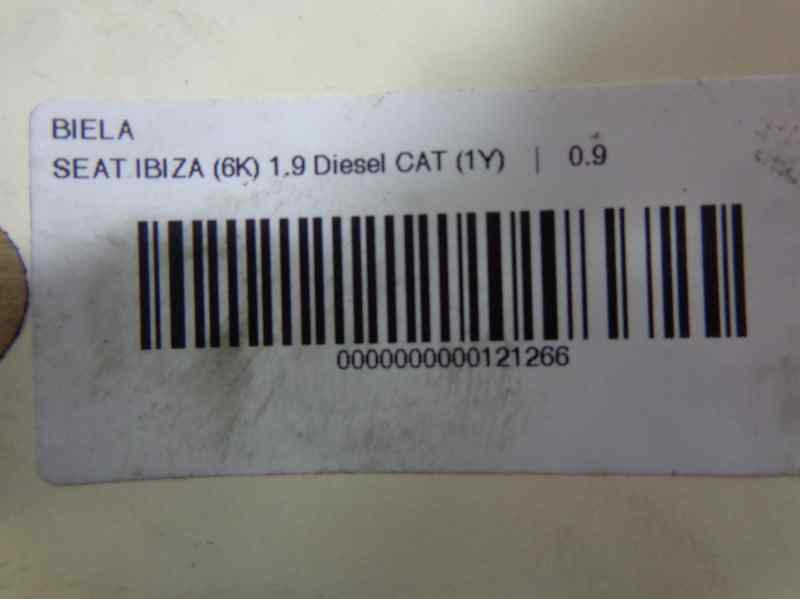 BIELA
SEAT IBIZA (6K) 1.9 Diesel CAT (1Y) | 0.9
0000000000121266